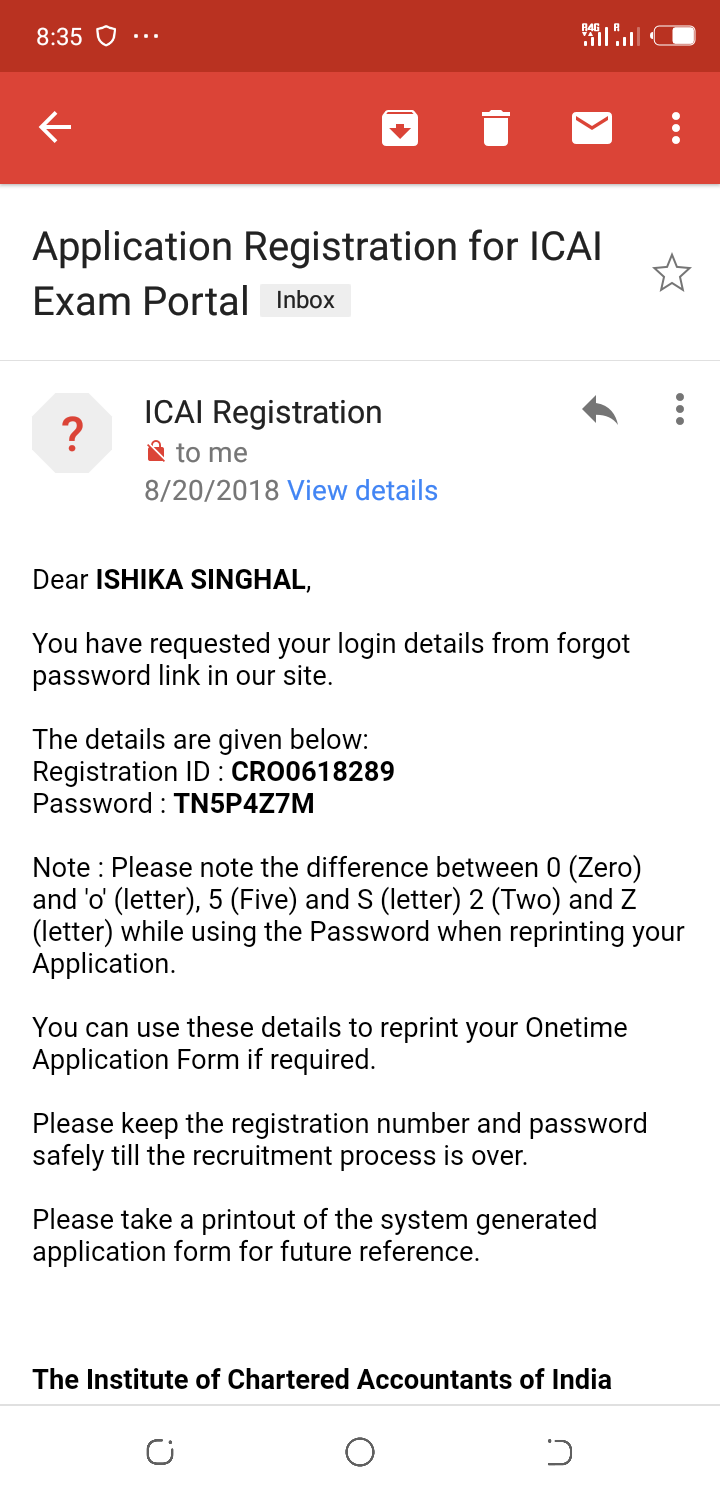 8:35
R4G R
Application Registration for ICAI
Exam Portal Inbox
?
ICAI Registration
to me
8/20/2018 View details
Dear ISHIKA SINGHAL,
You have requested your login details from forgot
password link in our site.
The details are given below:
Registration ID : CRO0618289
Password : TN5P4Z7M
Note : Please note the difference between 0 (Zero)
and 'o' (letter), 5 (Five) and S (letter) 2 (Two) and Z
(letter) while using the Password when reprinting your
Application.
You can use these details to reprint your Onetime
Application Form if required.
Please keep the registration number and password
safely till the recruitment process is over.
Please take a printout of the system generated
application form for future reference.
The Institute of Chartered Accountants of India